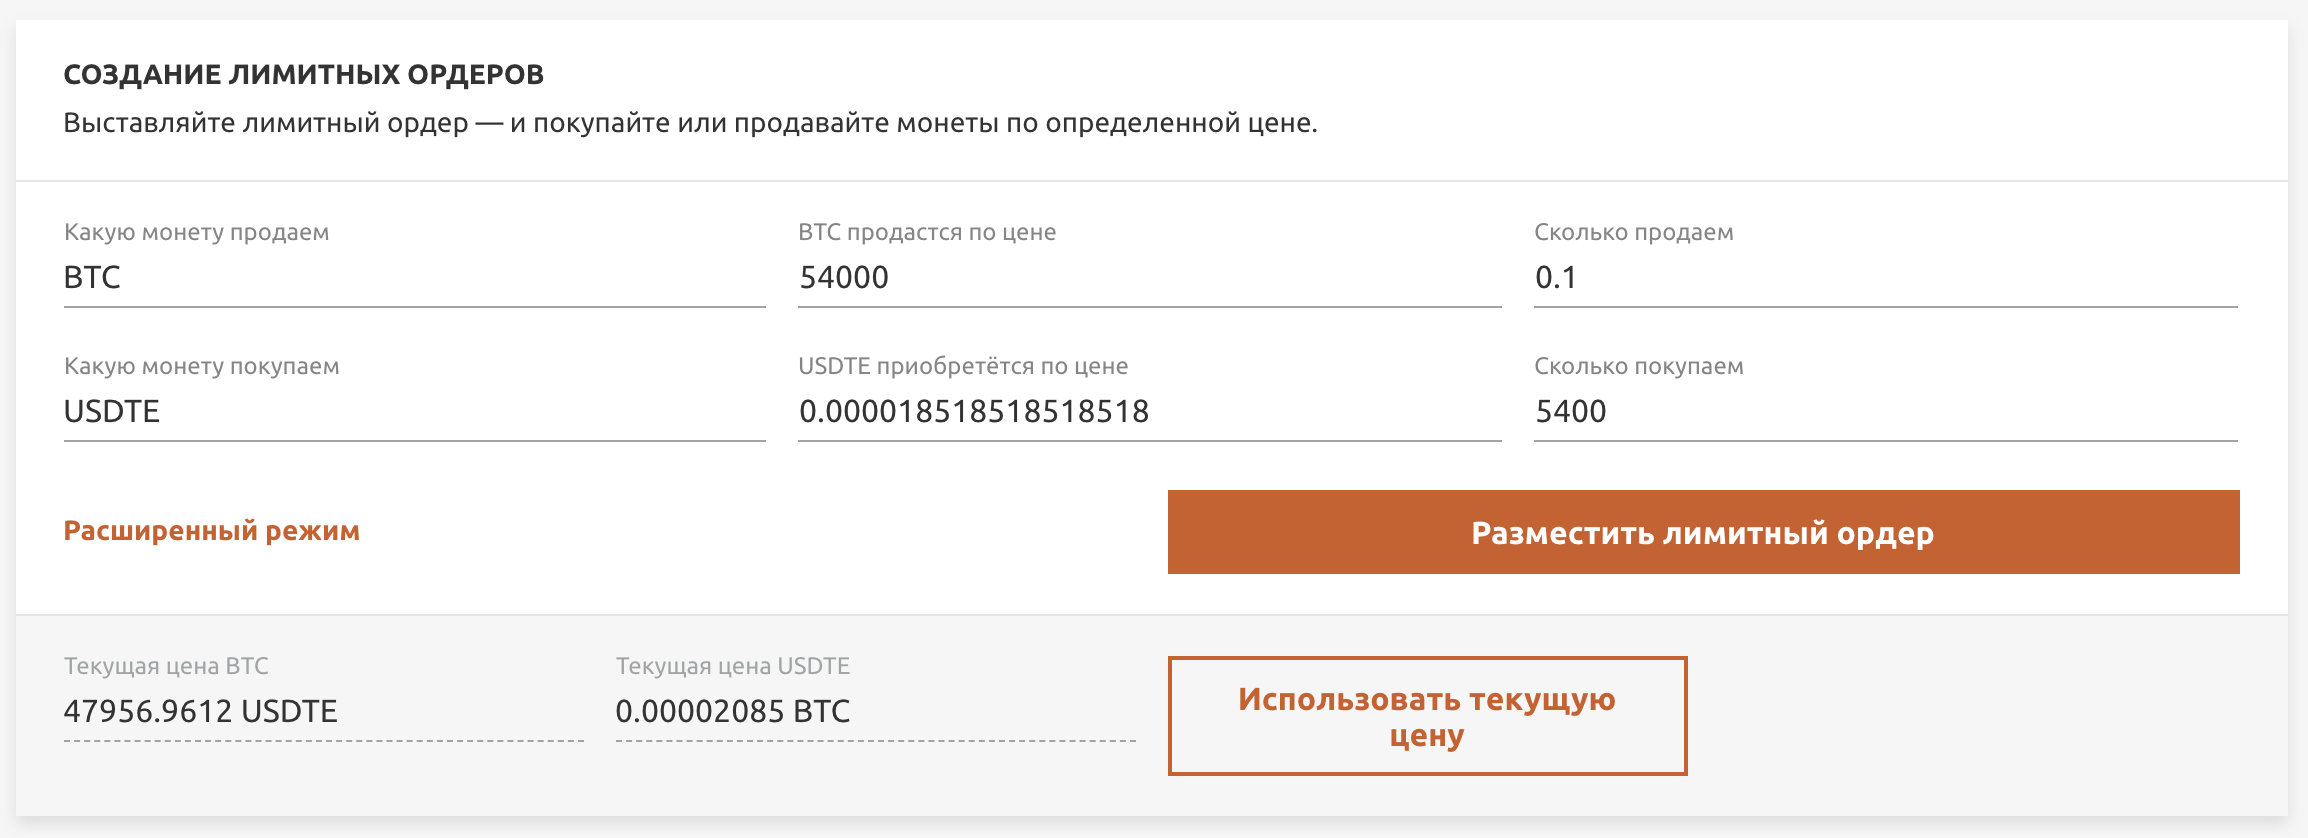 СОЗДАНИЕ ЛИМИТНЫХ ОРДЕРОВ
Выставляйте лимитный ордер — и покупайте или продавайте монеты по определенной цене.
Какую монету продаем
BTC
BTC продастся по цене
54000
Сколько продаем
0.1
Какую монету покупаем
USDTE
USDTE приобретётся по цене
0.000018518518518518
Сколько покупаем
5400
Расширенный режим
Разместить лимитный ордер
Текущая цена BTC
47956.9612 USDTE
Текущая цена USDTE
0.00002085 BTC
Использовать текущую
цену